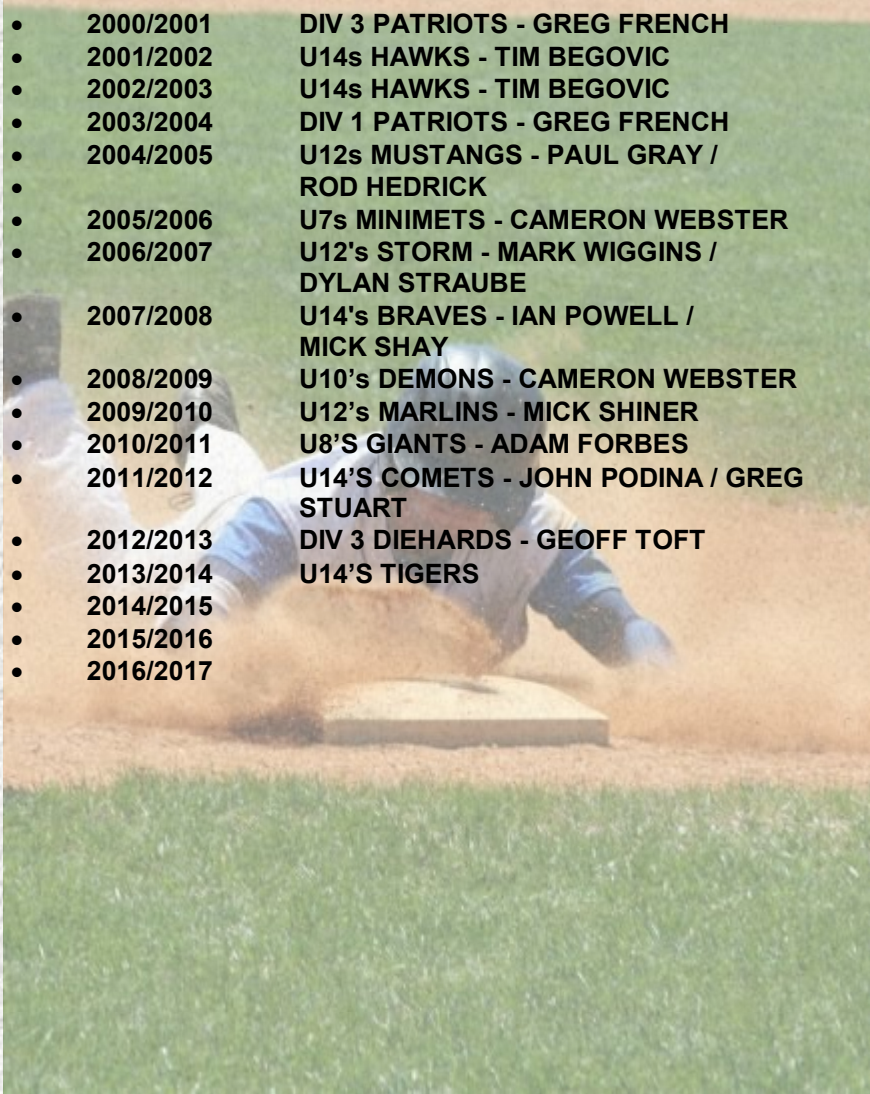 • 2000/2001 DIV 3 PATRIOTS - GREG FRENCH
• 2001/2002 U14s HAWKS - TIM BEGOVIC
• 2002/2003 U14s HAWKS - TIM BEGOVIC
• 2003/2004 DIV 1 PATRIOTS - GREG FRENCH
• 2004/2005 U12s MUSTANGS - PAUL GRAY /
• ROD HEDRICK
• 2005/2006 U7s MINIMETS - CAMERON WEBSTER
• 2006/2007 U12's STORM - MARK WIGGINS /
DYLAN STRAUBE
• 2007/2008 U14's BRAVES - IAN POWELL /
MICK SHAY
• 2008/2009 U10’s DEMONS - CAMERON WEBSTER
• 2009/2010 U12’s MARLINS - MICK SHINER
• 2010/2011 U8’S GIANTS - ADAM FORBES
• 2011/2012 U14’S COMETS - JOHN PODINA / GREG
STUART
• 2012/2013 DIV 3 DIEHARDS - GEOFF TOFT
• 2013/2014 U14’S TIGERS
• 2014/2015
• 2015/2016
• 2016/2017